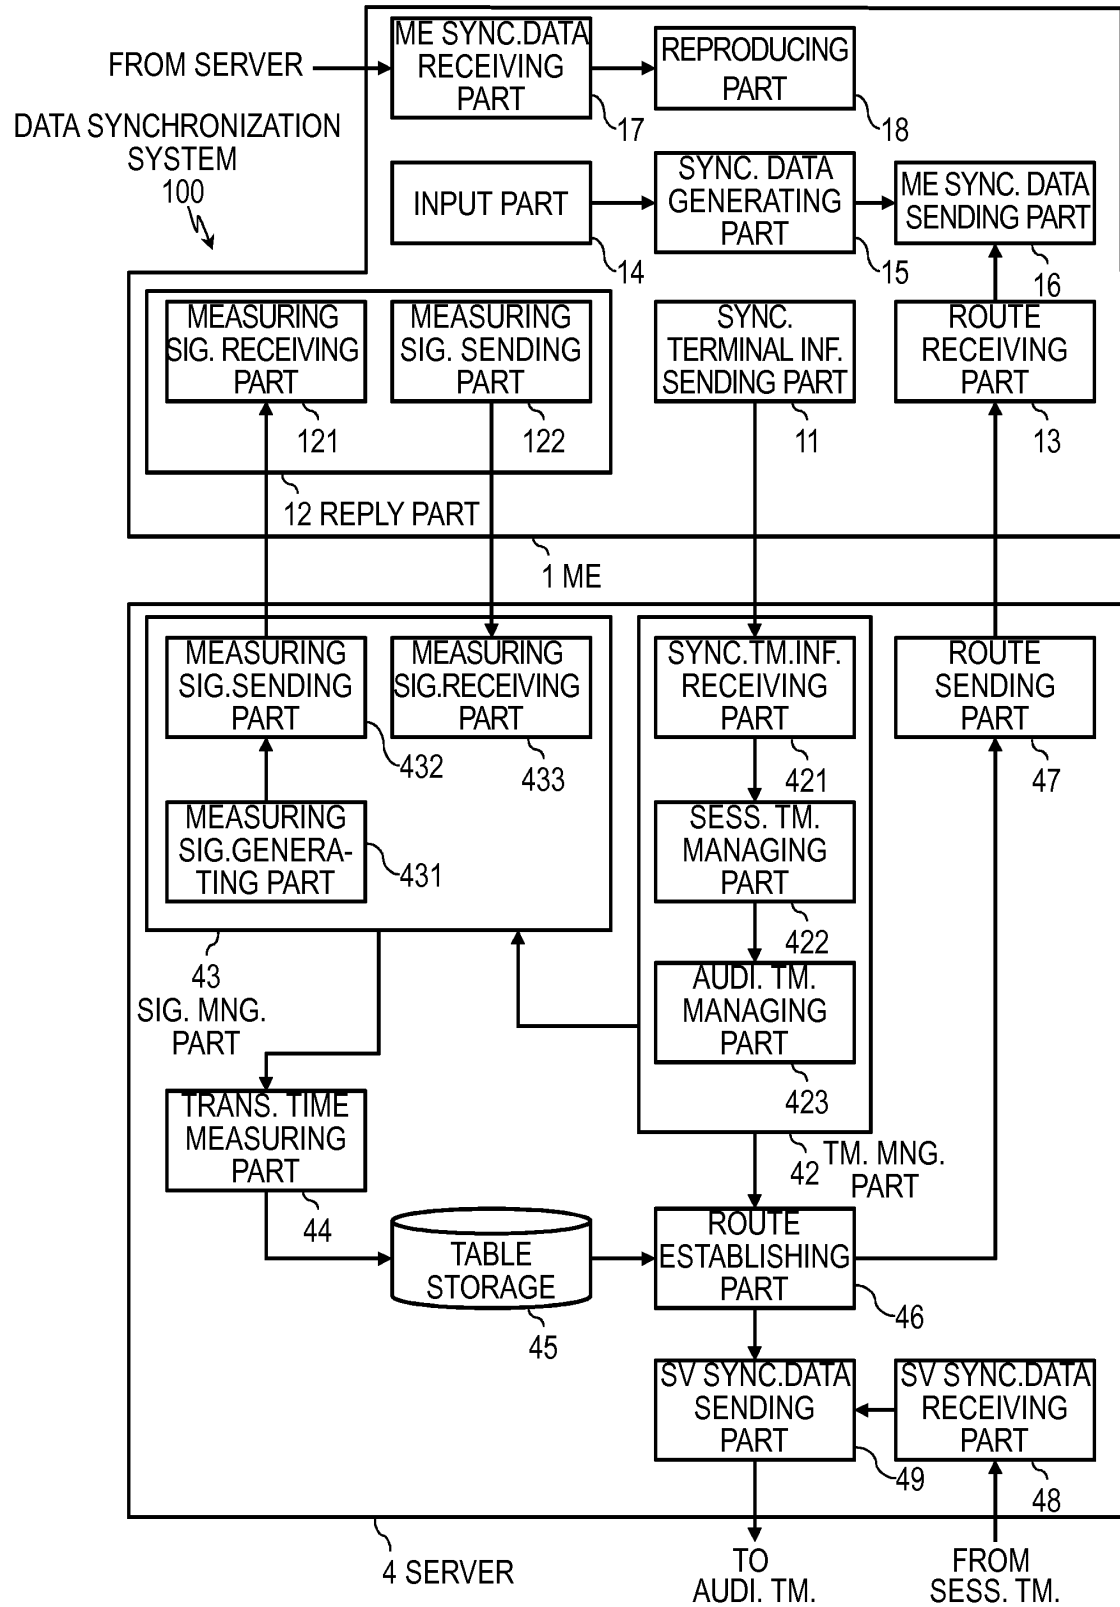 FROM SERVER
ME SYNC.DATA
RECEIVING
PART
17
REPRODUCING
PART
18
DATA SYNCHRONIZATION
SYSTEM
100
INPUT PART
14
SYNC. DATA
GENERATING
PART
15
ME SYNC. DATA
SENDING PART
16
MEASURING
SIG. RECEIVING
PART
121
MEASURING
SIG. SENDING
PART
122
SYNC.
TERMINAL INF.
SENDING PART
11
ROUTE
RECEIVING
PART
13
12 REPLY PART
1 ME
MEASURING
SIG.SENDING
PART
432
MEASURING
SIG.RECEIVING
PART
433
SYNC.TM.INF.
RECEIVING
PART
421
ROUTE
SENDING
PART
47
MEASURING
SIG.GENERA-
TING PART
431
SESS. TM.
MANAGING
PART
422
43
SIG. MNG.
PART
AUDI. TM.
MANAGING
PART
423
TRANS. TIME
MEASURING
PART
44
42 TM. MNG.
PART
TABLE
STORAGE
45
ROUTE
ESTABLISHING
PART
46
SV SYNC.DATA
SENDING
PART
49
SV SYNC.DATA
RECEIVING
PART
48
4 SERVER
TO
AUDI. TM.
FROM
SESS. TM.